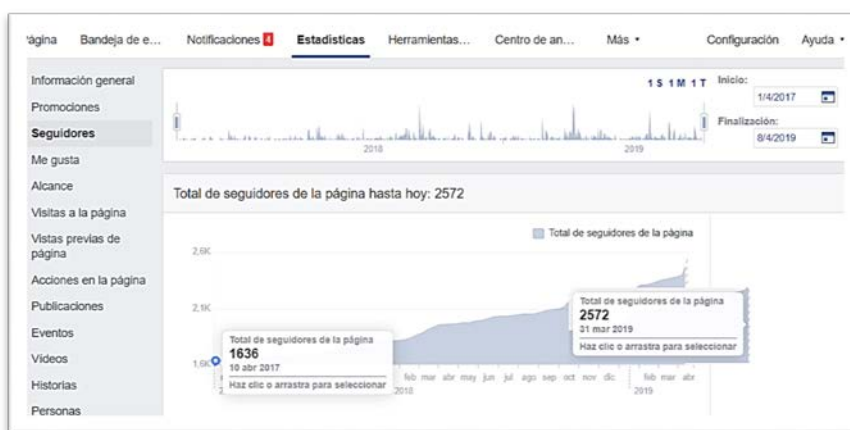 ágina Bandeja de e... Notificaciones 4 Estadísticas Herramientas... Centro de an... Más Configuración Ayuda
Información general
Promociones
Seguidores
Me gusta
Alcance
Visitas a la página
Vistas previas de
página
Acciones en la página
Publicaciones
Eventos
Vídeos
Historias
Personas
1 S 1 M 1 T
Inicio:
1/4/2017
Finalización:
8/4/2019
2018 2019
Total de seguidores de la página hasta hoy: 2572
Total de seguidores de la página
2,6K
2,1K
1,6K
Total de seguidores de la página
1636
10 abr 2017
Haz clic o arrastra para seleccionar
Total de seguidores de la página
2572
31 mar 2019
Haz clic o arrastra para seleccionar
feb mar abr may jun jul ago sep oct nov dic feb mar abr
2018 2019